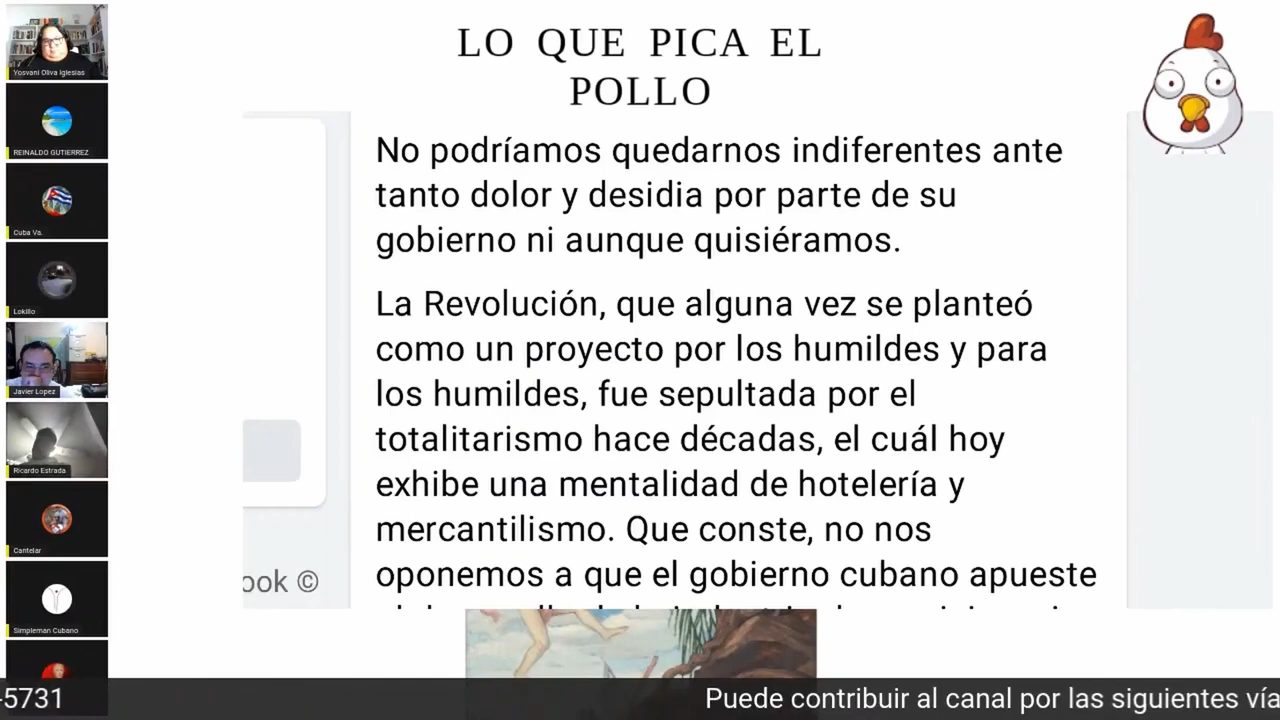 LO QUE PICA EL
POLLO
Yosvani Oliva Iglesias
REINALDO GUTIERREZ
Cuba Va.
Lokillo
Javier Lopez
Ricardo Estrada
Cantelar
Simpleman Cubano
No podríamos quedarnos indiferentes ante
tanto dolor y desidia por parte de su
gobierno ni aunque quisiéramos.
La Revolución, que alguna vez se planteó
como un proyecto por los humildes y para
los humildes, fue sepultada por el
totalitarismo hace décadas, el cuál hoy
exhibe una mentalidad de hotelería y
mercantilismo. Que conste, no nos
oponemos a que el gobierno cubano apueste
ook ©
-5731
Puede contribuir al canal por las siguientes vía